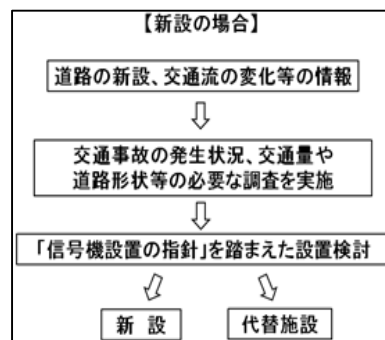 【新設の場合】
道路の新設、交通流の変化等の情報
交通事故の発生状況、交通量や
道路形状等の必要な調査を実施
「信号機設置の指針」を踏まえた設置検討
新 設
代替施設